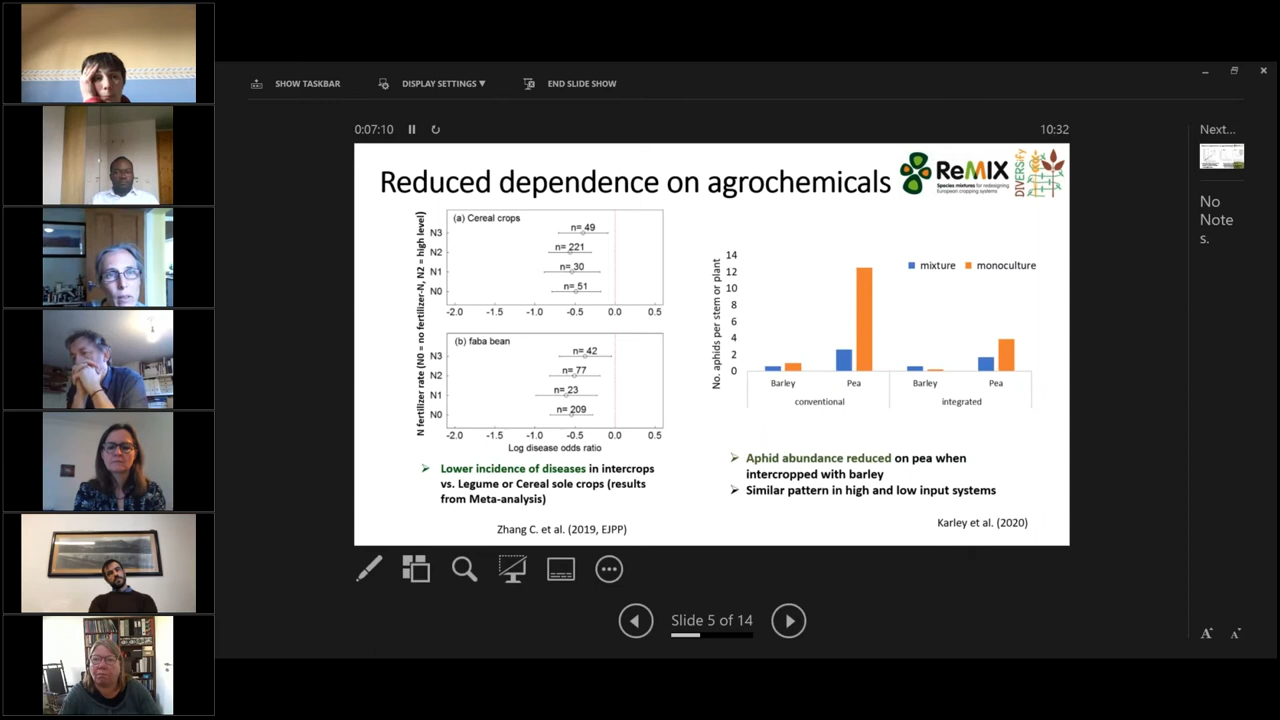 SHOW TASKBAR
DISPLAY SETTINGS ▼
END SLIDE SHOW
0:07:10
10:32
Next...
No
Note
s.
Reduced dependence on agrochemicals
ReMIX
Species mixtures for redesigning
European cropping systems
DIVERSify
N fertilizer rate (N0 = no fertilizer-N, N2 = high level)
(a) Cereal crops
N3
n= 49
N2
n= 221
N1
n= 30
N0
n= 51
-2.0 -1.5 -1.0 -0.5 0.0 0.5
(b) faba bean
N3
n= 42
N2
n= 77
N1
n= 23
N0
n= 209
-2.0 -1.5 -1.0 -0.5 0.0 0.5
Log disease odds ratio
Lower incidence of diseases in intercrops
vs. Legume or Cereal sole crops (results
from Meta-analysis)
Zhang C. et al. (2019, EJPP)
No. aphids per stem or plant
14
12
10
8
6
4
2
0
mixture monoculture
Barley Pea Barley Pea
conventional integrated
Aphid abundance reduced on pea when
intercropped with barley
Similar pattern in high and low input systems
Karley et al. (2020)
Slide 5 of 14
A A